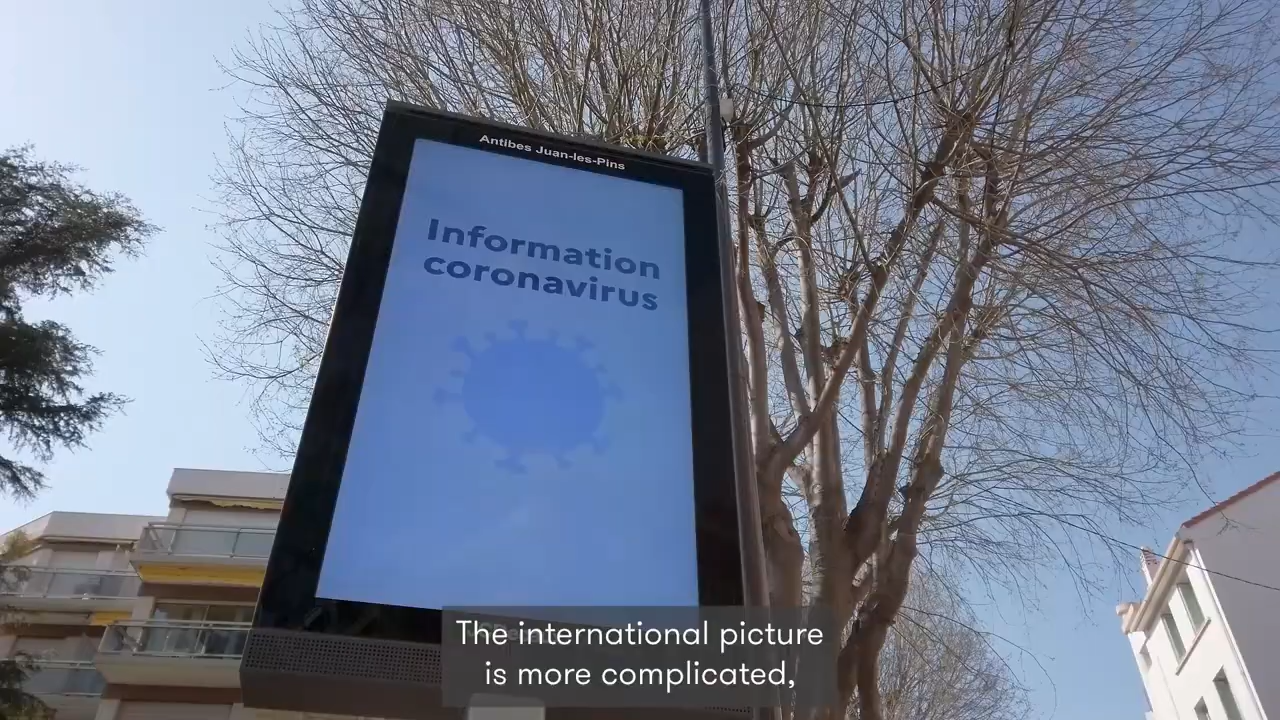 Antibes Juan-les-Pins
Information
coronavirus
The international picture
is more complicated,